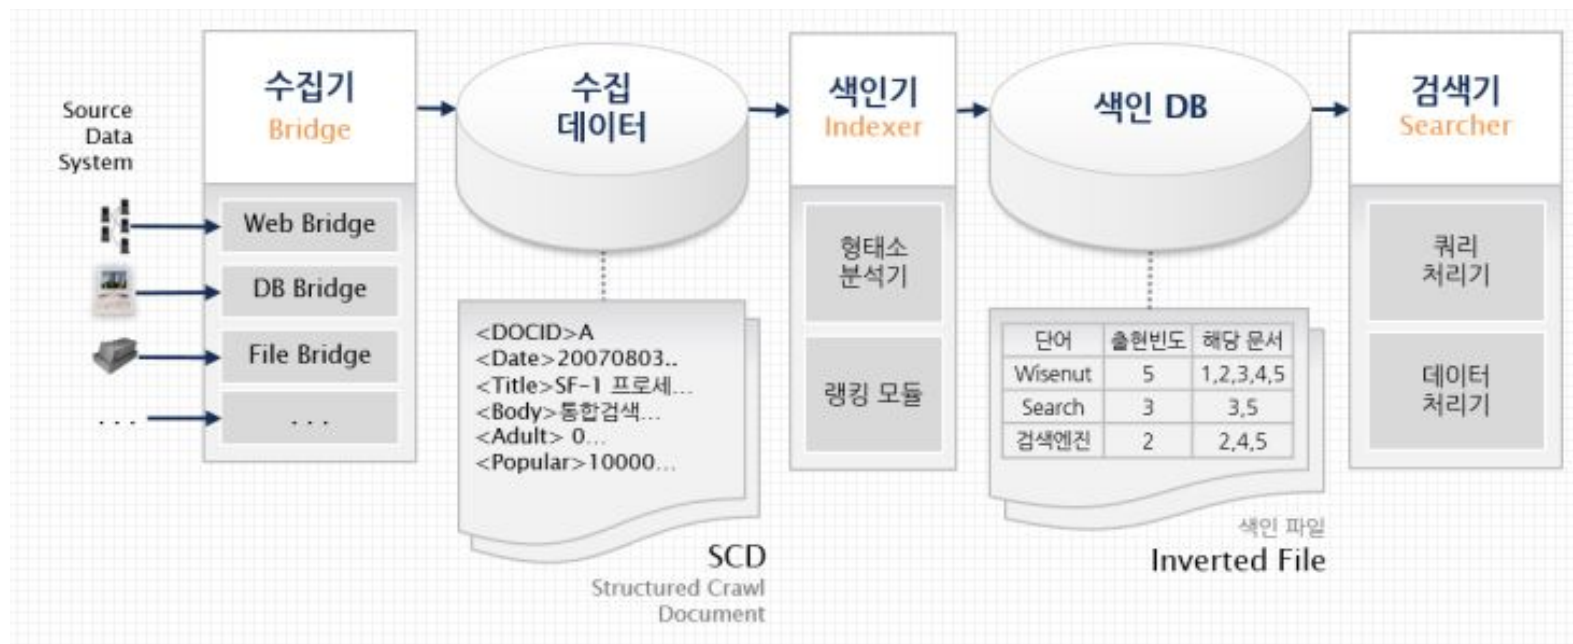 Source
Data
System
수집기
Bridge
Web Bridge
DB Bridge
File Bridge
...
...
수집
데이터
<DOCID>A
<Date>20070803..
<Title>SF-1 프로세...
<Body>통합검색...
<Adult> 0...
<Popular>10000...
SCD
Structured Crawl
Document
색인기
Indexer
형태소
분석기
랭킹 모듈
색인 DB
단어 출현빈도 해당 문서
Wisenut 5 1,2,3,4,5
Search 3 3,5
검색엔진 2 2,4,5
색인 파일
Inverted File
검색기
Searcher
쿼리
처리기
데이터
처리기